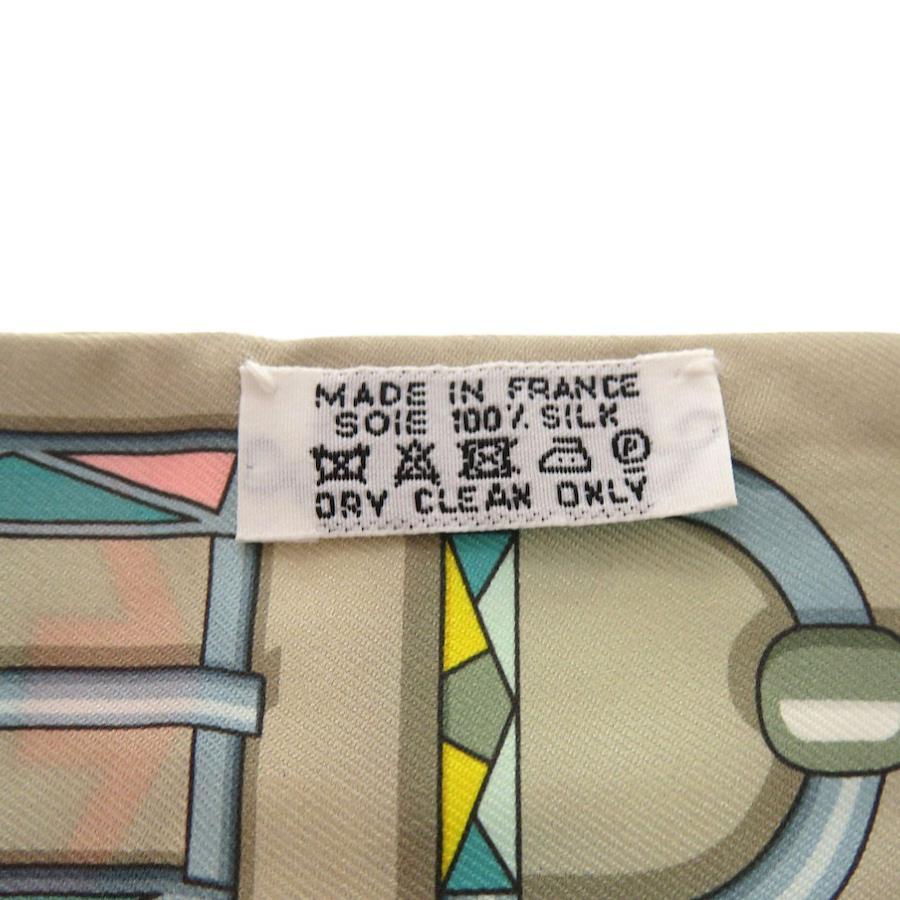 MADE IN FRANCE
SOIE 100% SILK
P
DRY CLEAN ONLY